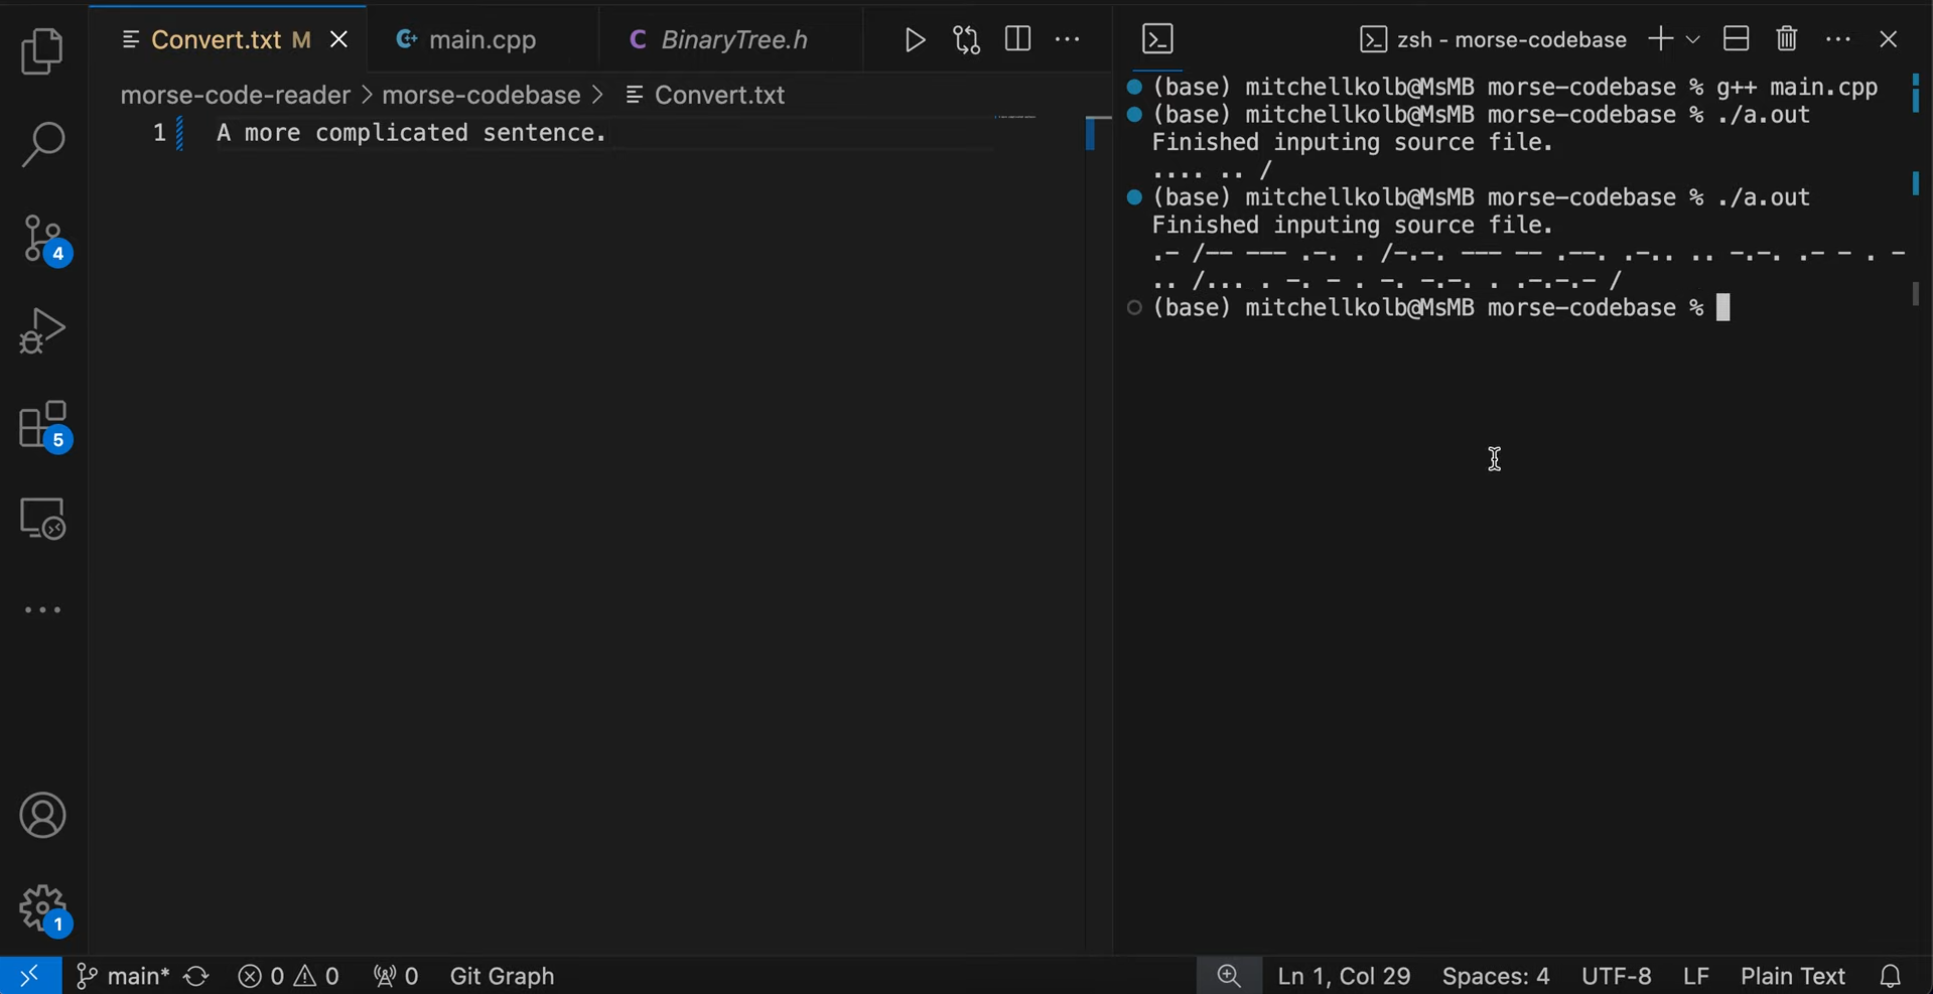 Convert.txt M
main.cpp
BinaryTree.h
morse-code-reader > morse-codebase > Convert.txt
1 A more complicated sentence.
4
5
1
zsh - morse-codebase
(base) mitchellkolb@MsMB morse-codebase % g++ main.cpp
(base) mitchellkolb@MsMB morse-codebase % ./a.out
Finished inputing source file.
.... .. /
(base) mitchellkolb@MsMB morse-codebase % ./a.out
Finished inputing source file.
.- /-- --- .-. . /-.-. --- -- .--. .-.. .. -.-. .- - . -
.. /... . -. - . -. -.-. . .-.-.- /
(base) mitchellkolb@MsMB morse-codebase %
main* 0 0 0 Git Graph
Ln 1, Col 29 Spaces: 4 UTF-8 LF Plain Text